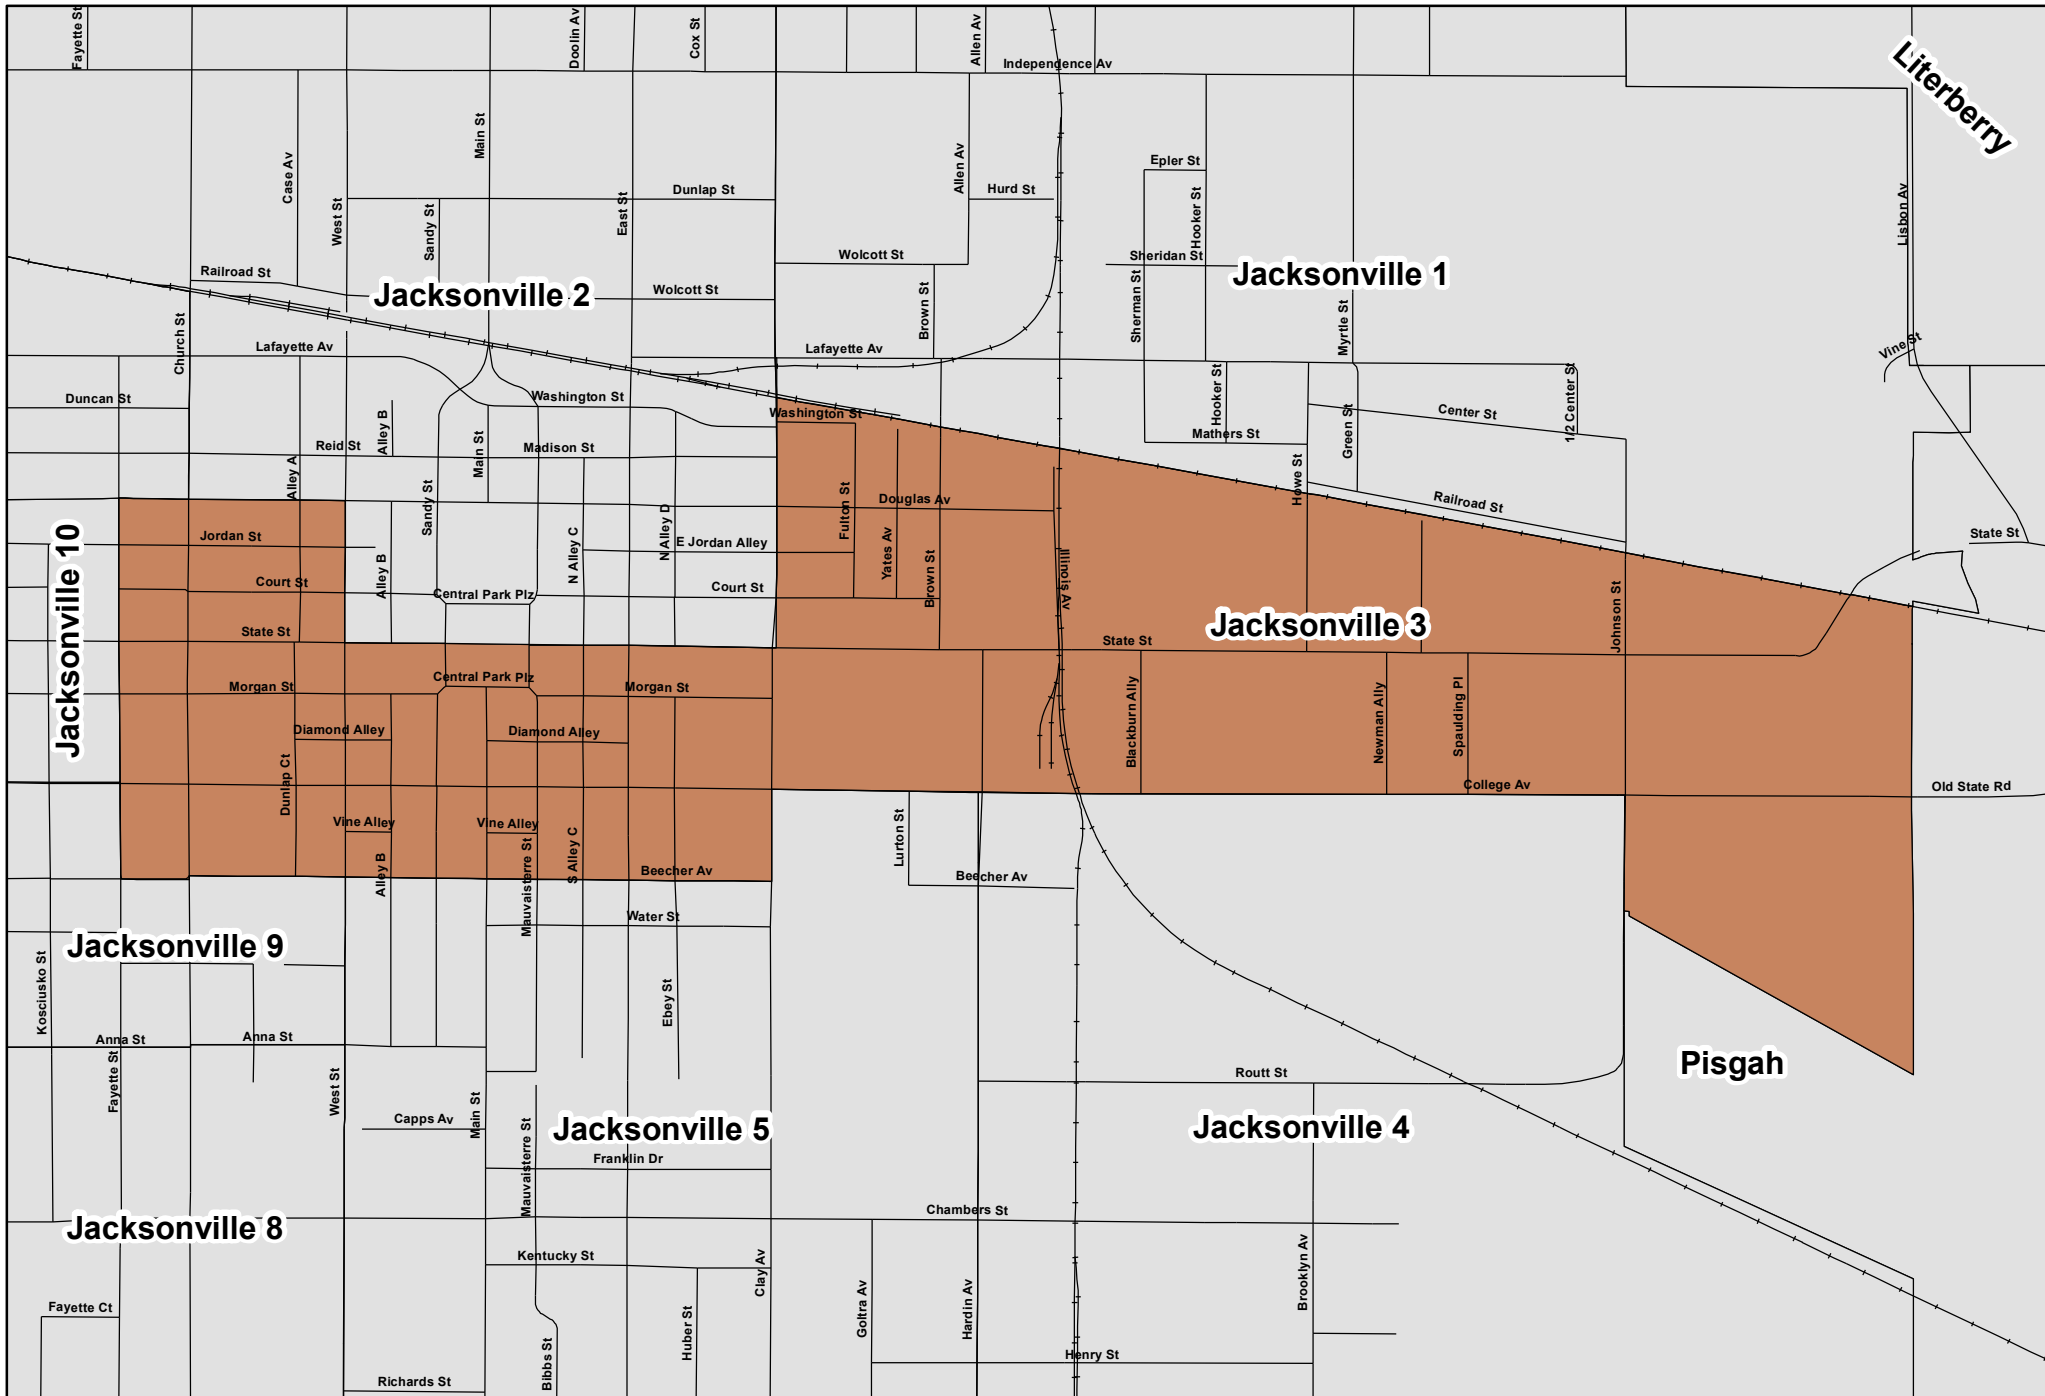 Fayette St
Doolin Av
Cox St
Allen Av
Independence Av
Literberry
Main St
Case Av
Allen Av
Epler St
Dunlap St
Hurd St
West St
Sandy St
East St
Hooker St
Lisbon Av
Wolcott St
Sheridan St
Jacksonville 1
Railroad St
Jacksonville 2
Wolcott St
Brown St
Sherman St
Myrtle St
Church St
Lafayette Av
Lafayette Av
Vine St
Duncan St
Washington St
Washington St
Alley B
Hooker St
Center St
1/2 Center St
Reid St
Main St
Madison St
Mathers St
Green St
Alley A
Sandy St
Howe St
Douglas Av
Fulton St
Railroad St
Jacksonville 10
Jordan St
N Alley C
N Alley D
E Jordan Alley
Yates Av
State St
Court St
Alley B
Central Park Plz
Court St
Brown St
Illinois Av
Johnson St
Jacksonville 3
State St
State St
Morgan St
Central Park Plz
Morgan St
Blackburn Ally
Newman Ally
Spaulding Pl
Diamond Alley
Diamond Alley
Dunlap Ct
College Av
Old State Rd
Vine Alley
Vine Alley
Mauvaisterre St
S Alley C
Lurton St
Alley B
Beecher Av
Beecher Av
Water St
Jacksonville 9
Kosciusko St
Ebey St
Anna St
Anna St
Pisgah
Fayette St
West St
Routt St
Capps Av
Main St
Mauvaisterre St
Jacksonville 5
Jacksonville 4
Franklin Dr
Jacksonville 8
Chambers St
Kentucky St
Clay Av
Brooklyn Av
Fayette Ct
Huber St
Goltra Av
Hardin Av
Bibbs St
Henry St
Richards St